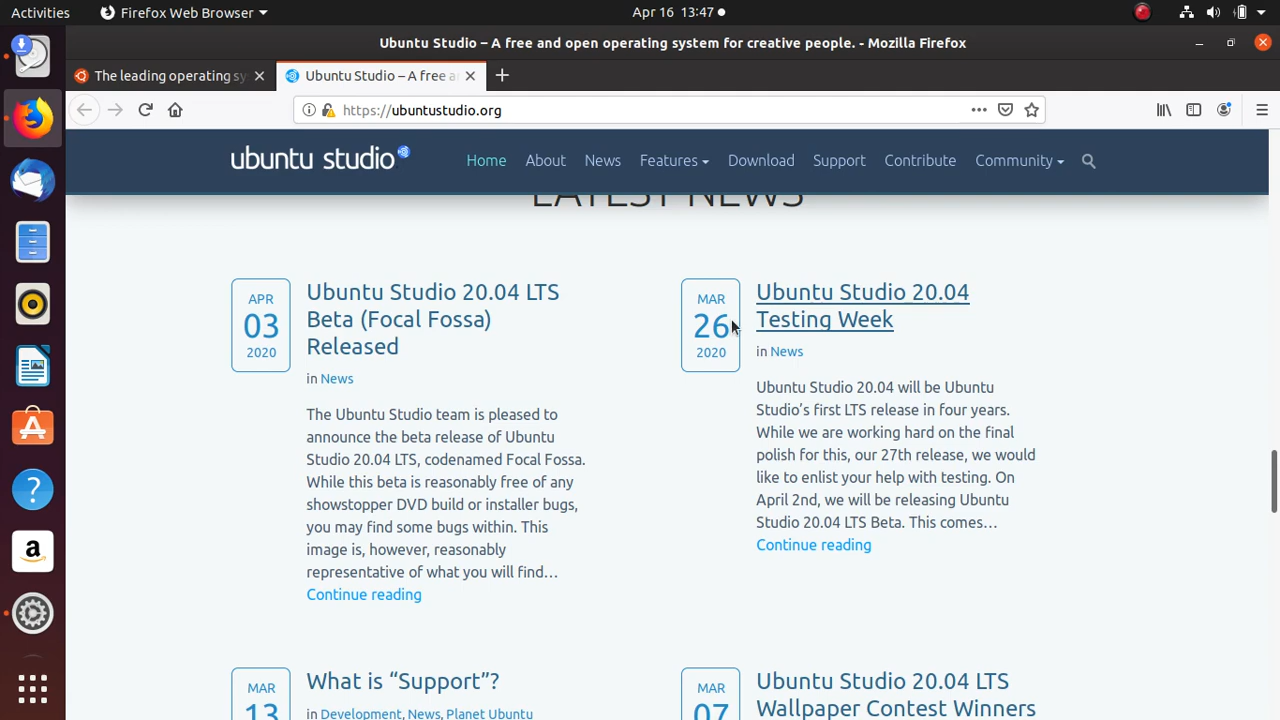 Activities
Firefox Web Browser
Apr 16 13:47
Ubuntu Studio – A free and open operating system for creative people. - Mozilla Firefox
The leading operating sy
Ubuntu Studio – A free a
https://ubuntustudio.org
ubuntu studio
Home
About
News
Features
Download
Support
Contribute
Community
LATEST NEWS
APR
03
2020
Ubuntu Studio 20.04 LTS
Beta (Focal Fossa)
Released
in News
The Ubuntu Studio team is pleased to
announce the beta release of Ubuntu
Studio 20.04 LTS, codenamed Focal Fossa.
While this beta is reasonably free of any
showstopper DVD build or installer bugs,
you may find some bugs within. This
image is, however, reasonably
representative of what you will find…
Continue reading
MAR
26
2020
Ubuntu Studio 20.04
Testing Week
in News
Ubuntu Studio 20.04 will be Ubuntu
Studio’s first LTS release in four years.
While we are working hard on the final
polish for this, our 27th release, we would
like to enlist your help with testing. On
April 2nd, we will be releasing Ubuntu
Studio 20.04 LTS Beta. This comes…
Continue reading
MAR
13
What is “Support”?
in Development, News, Planet Ubuntu
MAR
07
Ubuntu Studio 20.04 LTS
Wallpaper Contest Winners